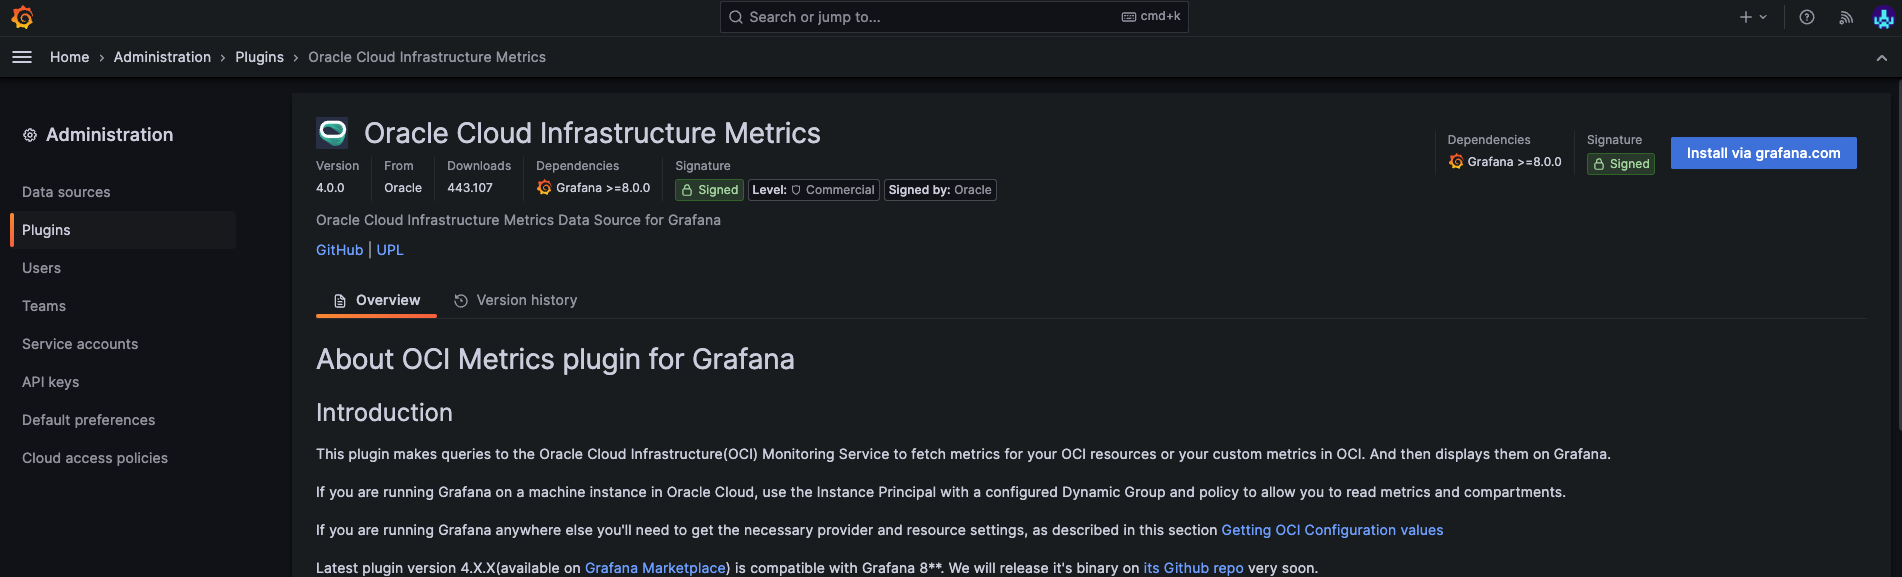 Search or jump to...
cmd+k
Home › Administration › Plugins › Oracle Cloud Infrastructure Metrics
Administration
Data sources
Plugins
Users
Teams
Service accounts
API keys
Default preferences
Cloud access policies
Oracle Cloud Infrastructure Metrics
Version From Downloads Dependencies Signature
4.0.0 Oracle 443.107 Grafana >=8.0.0 Signed Level: Commercial Signed by: Oracle
Oracle Cloud Infrastructure Metrics Data Source for Grafana
GitHub | UPL
Dependencies Signature
Grafana >=8.0.0 Signed
Install via grafana.com
Overview Version history
About OCI Metrics plugin for Grafana
Introduction
This plugin makes queries to the Oracle Cloud Infrastructure(OCI) Monitoring Service to fetch metrics for your OCI resources or your custom metrics in OCI. And then displays them on Grafana.
If you are running Grafana on a machine instance in Oracle Cloud, use the Instance Principal with a configured Dynamic Group and policy to allow you to read metrics and compartments.
If you are running Grafana anywhere else you'll need to get the necessary provider and resource settings, as described in this section Getting OCI Configuration values
Latest plugin version 4.X.X(available on Grafana Marketplace) is compatible with Grafana 8**. We will release it's binary on its Github repo very soon.